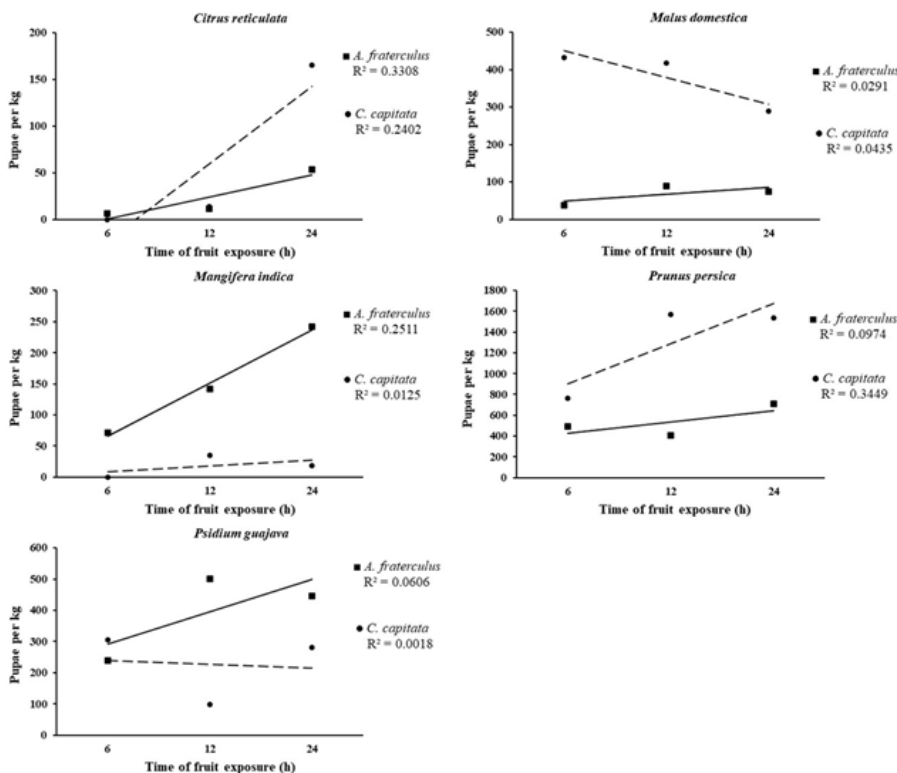 Citrus reticulata
200
150
100
50
0
Pupae per kg
6 12 24
Time of fruit exposure (h)
A. fraterculus
R² = 0.3308
C. capitata
R² = 0.2402
Malus domestica
500
400
300
200
100
0
Pupae per kg
6 12 24
Time of fruit exposure (h)
A. fraterculus
R² = 0.0291
C. capitata
R² = 0.0435
Mangifera indica
300
250
200
150
100
50
0
Pupae per kg
6 12 24
Time of fruit exposure (h)
A. fraterculus
R² = 0.2511
C. capitata
R² = 0.0125
Prunus persica
1800
1600
1400
1200
1000
800
600
400
200
0
Pupae per kg
6 12 24
Time of fruit exposure (h)
A. fraterculus
R² = 0.0974
C. capitata
R² = 0.3449
Psidium guajava
600
500
400
300
200
100
0
Pupae per kg
6 12 24
Time of fruit exposure (h)
A. fraterculus
R² = 0.0606
C. capitata
R² = 0.0018